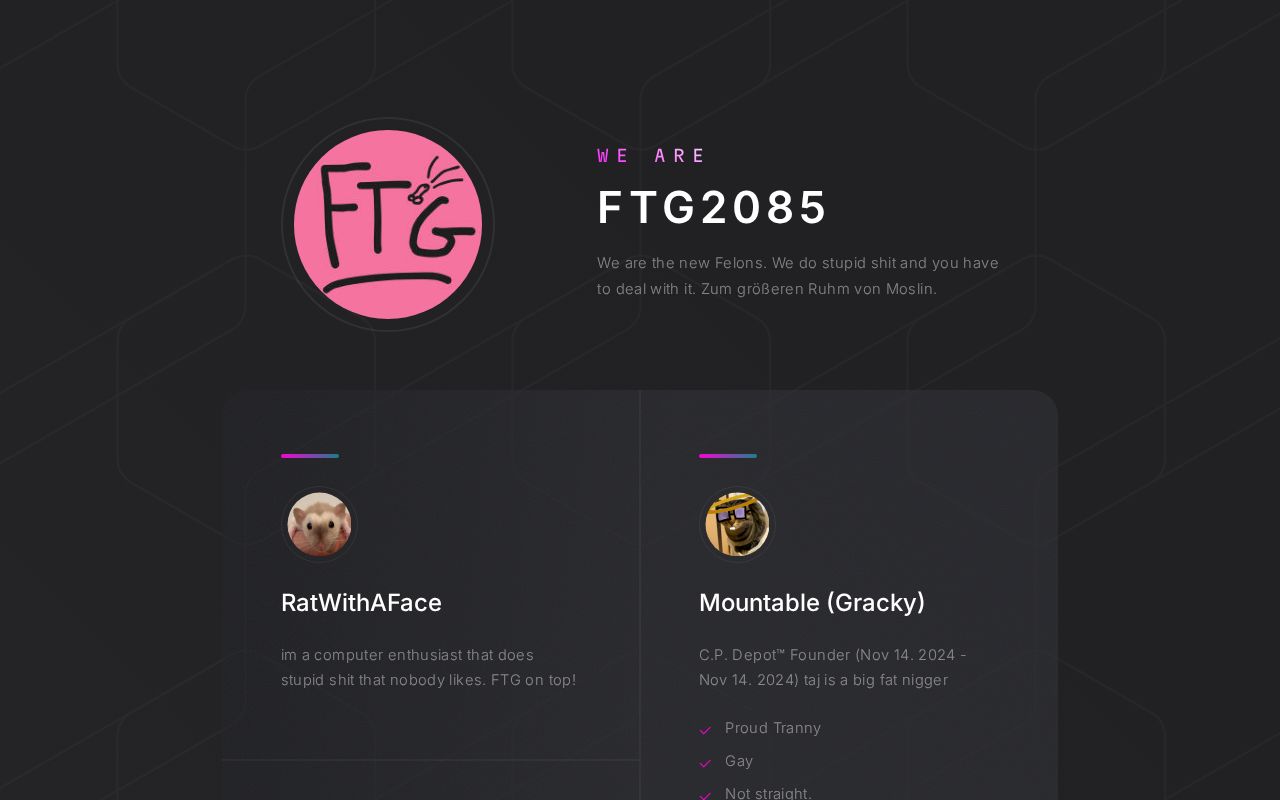 FTG
WE ARE
FTG2085
We are the new Felons. We do stupid shit and you have
to deal with it. Zum größeren Ruhm von Moslin.
RatWithAFace
im a computer enthusiast that does
stupid shit that nobody likes. FTG on top!
Mountable (Gracky)
C.P. Depot™ Founder (Nov 14. 2024 -
Nov 14. 2024) taj is a big fat nigger
Proud Tranny
Gay
Not straight.